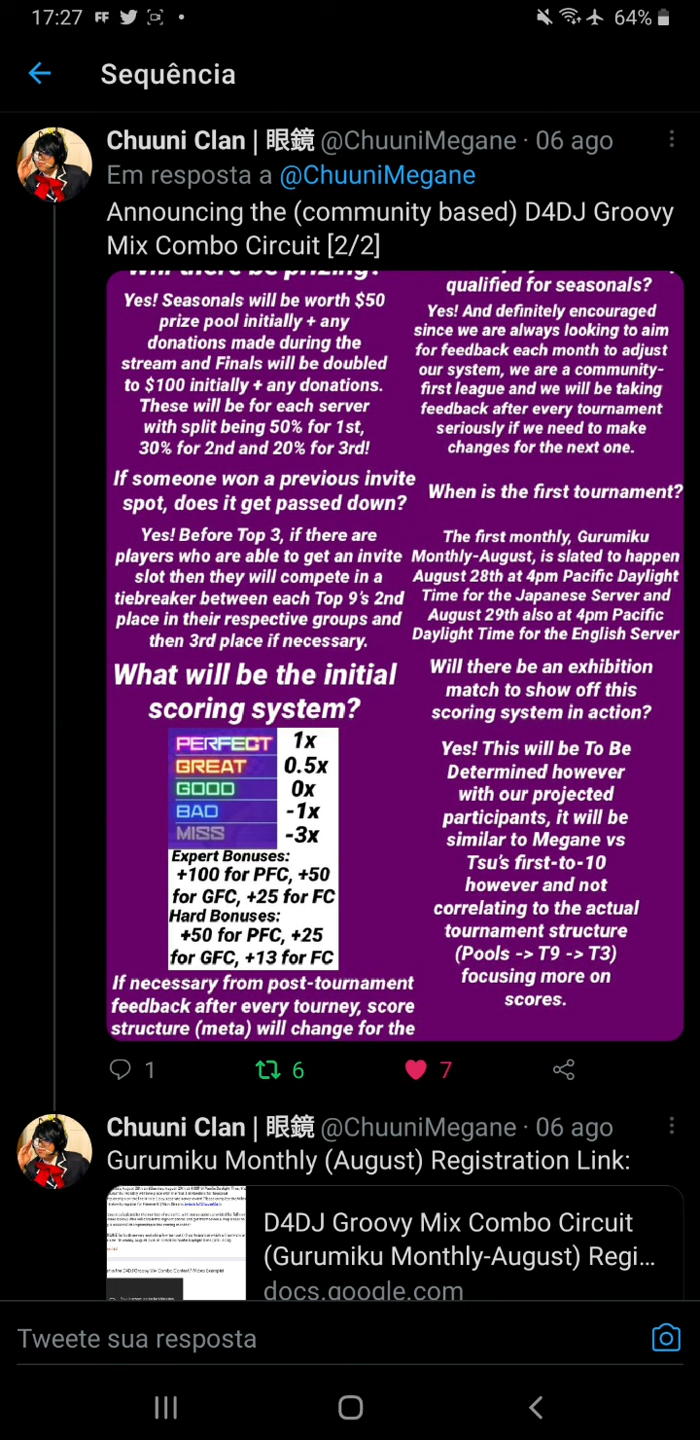 17:27
64%
Sequência
Chuuni Clan | 眼鏡 @ChuuniMegane · 06 ago
Em resposta a @ChuuniMegane
Announcing the (community based) D4DJ Groovy
Mix Combo Circuit [2/2]
Will there be prizing?
Yes! Seasonals will be worth $50
prize pool initially + any
donations made during the
stream and Finals will be doubled
to $100 initially + any donations.
These will be for each server
with split being 50% for 1st,
30% for 2nd and 20% for 3rd!
If someone won a previous invite
spot, does it get passed down?
Yes! Before Top 3, if there are
players who are able to get an invite
slot then they will compete in a
tiebreaker between each Top 9's 2nd
place in their respective groups and
then 3rd place if necessary.
What will be the initial
scoring system?
PERFECT 1x
GREAT 0.5x
GOOD 0x
BAD -1x
MISS -3x
Expert Bonuses:
+100 for PFC, +50
for GFC, +25 for FC
Hard Bonuses:
+50 for PFC, +25
for GFC, +13 for FC
If necessary from post-tournament
feedback after every tourney, score
structure (meta) will change for the
qualified for seasonals?
Yes! And definitely encouraged
since we are always looking to aim
for feedback each month to adjust
our system, we are a community-
first league and we will be taking
feedback after every tournament
seriously if we need to make
changes for the next one.
When is the first tournament?
The first monthly, Gurumiku
Monthly-August, is slated to happen
August 28th at 4pm Pacific Daylight
Time for the Japanese Server and
August 29th also at 4pm Pacific
Daylight Time for the English Server
Will there be an exhibition
match to show off this
scoring system in action?
Yes! This will be To Be
Determined however
with our projected
participants, it will be
similar to Megane vs
Tsu's first-to-10
however and not
correlating to the actual
tournament structure
(Pools -> T9 -> T3)
focusing more on
scores.
1
6
7
Chuuni Clan | 眼鏡 @ChuuniMegane · 06 ago
Gurumiku Monthly (August) Registration Link:
D4DJ Groovy Mix Combo Circuit
(Gurumiku Monthly-August) Regi...
docs.google.com
Tweete sua resposta